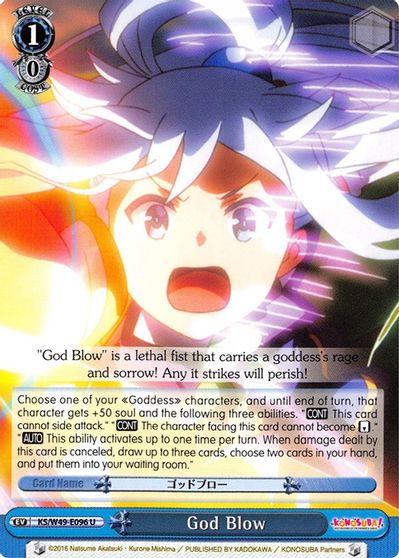 LEVEL
1
0
COST
"God Blow" is a lethal fist that carries a goddess's rage
and sorrow! Any it strikes will perish!
Choose one of your «Goddess» characters, and until end of turn, that
character gets +50 soul and the following three abilities. "CONT This card
cannot side attack." "CONT The character facing this card cannot become ." 
"AUTO This ability activates up to one time per turn. When damage dealt by
this card is canceled, draw up to three cards, choose two cards in your hand,
and put them into your waiting room."
Card Name
ゴッドブロー
EV KS/W49-E096 U
God Blow
KONOSUBA!
©2016 Natsume Akatsuki・Kurone Mishima / PUBLISHED BY KADOKAWA / KONOSUBA Partners